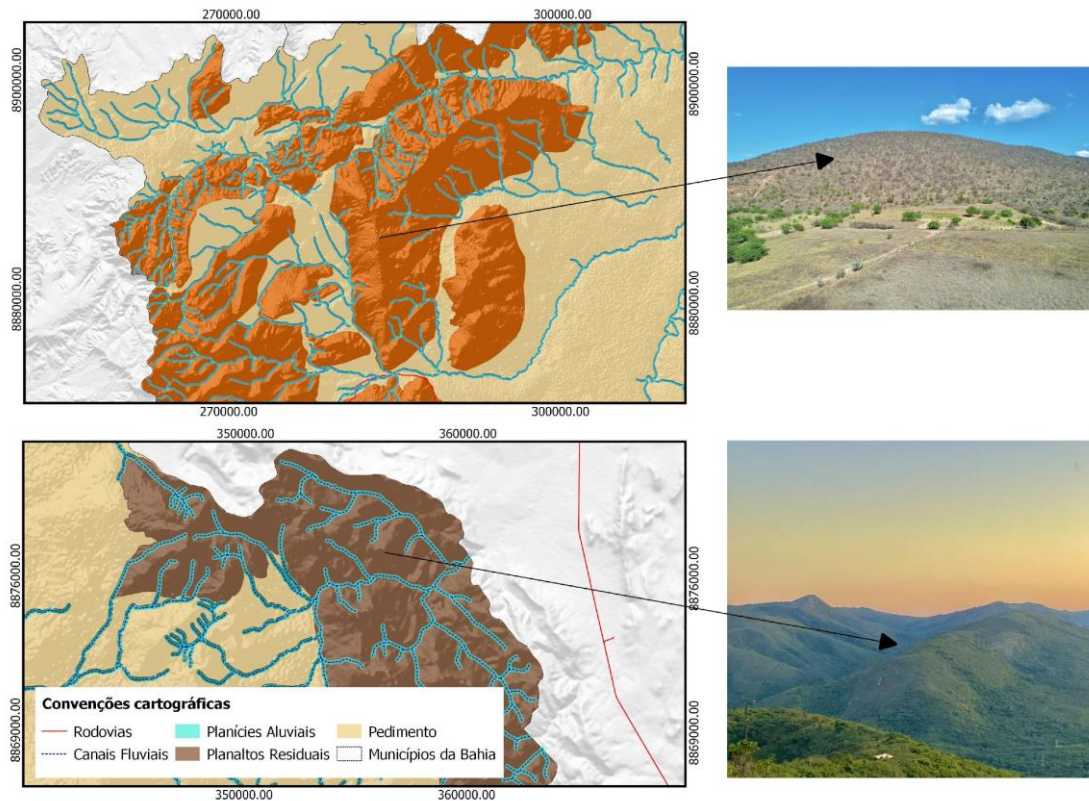 270000.00 300000.00
8900000.00 8900000.00
8880000.00 8880000.00
270000.00 300000.00
350000.00 360000.00
8876000.00 8876000.00
8869000.00 8869000.00
Convenções cartográficas
Rodovias Planícies Aluviais Pedimento
Canais Fluviais Planaltos Residuais Municípios da Bahia
350000.00 360000.00